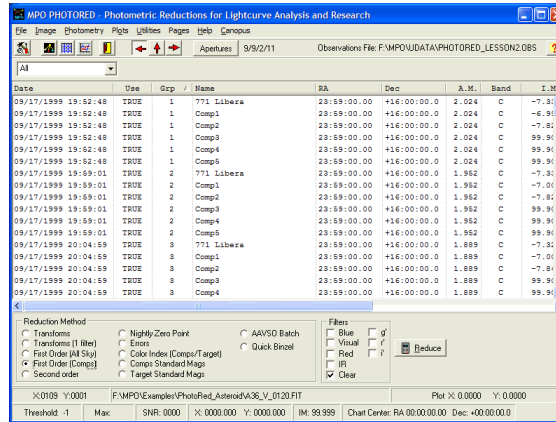 MPO PHOTORED - Photometric Reductions for Lightcurve Analysis and Research
File Image Photometry Plots Utilities Pages Help Canopus
Apertures 9/9/2/11 Observations File: F:\MPO\UDATA\PHOTORED_LESSON2.OBS ?
All
Date Use Grp / Name RA Dec A.M. Band I.M
09/17/1999 19:52:48 TRUE 1 771 Libera 23:59:00.00 +16:00:00.0 2.024 C
09/17/1999 19:52:48 TRUE 1 Comp1 23:59:00.00 +16:00:00.0 2.024 C
09/17/1999 19:52:48 TRUE 1 Comp2 23:59:00.00 +16:00:00.0 2.024 C
09/17/1999 19:52:48 TRUE 1 Comp3 23:59:00.00 +16:00:00.0 2.024 C
09/17/1999 19:52:48 TRUE 1 Comp4 23:59:00.00 +16:00:00.0 2.024 C
09/17/1999 19:52:48 TRUE 1 Comp5 23:59:00.00 +16:00:00.0 2.024 C
09/17/1999 19:59:01 TRUE 2 771 Libera 23:59:00.00 +16:00:00.0 1.952 C
09/17/1999 19:59:01 TRUE 2 Comp1 23:59:00.00 +16:00:00.0 1.952 C
09/17/1999 19:59:01 TRUE 2 Comp2 23:59:00.00 +16:00:00.0 1.952 C
09/17/1999 19:59:01 TRUE 2 Comp3 23:59:00.00 +16:00:00.0 1.952 C
09/17/1999 19:59:01 TRUE 2 Comp4 23:59:00.00 +16:00:00.0 1.952 C
09/17/1999 19:59:01 TRUE 2 Comp5 23:59:00.00 +16:00:00.0 1.952 C
09/17/1999 20:04:59 TRUE 3 771 Libera 23:59:00.00 +16:00:00.0 1.889 C
09/17/1999 20:04:59 TRUE 3 Comp1 23:59:00.00 +16:00:00.0 1.889 C
09/17/1999 20:04:59 TRUE 3 Comp2 23:59:00.00 +16:00:00.0 1.889 C
09/17/1999 20:04:59 TRUE 3 Comp3 23:59:00.00 +16:00:00.0 1.889 C
09/17/1999 20:04:59 TRUE 3 Comp4 23:59:00.00 +16:00:00.0 1.889 C
Reduction Method Filters
Transforms Nightly Zero Point AAVSO Batch Blue g'
Transforms (1 filter) Errors Quick Binzel Visual r'
First Order (All Sky) Color Index (Comps/Target) Red i' Reduce
First Order (Comps) Comps Standard Mags IR
Second order Target Standard Mags Clear
X:0109 Y:0001 F:\MPO\Examples\PhotoRed_Asteroid\A36_V_0120.FIT Plot X: 0.0000 Y: 0.0000
Threshold: -1 Max: SNR: 0000 X: 0000.000 Y: 0000.000 IM: 99.999 Chart Center: RA 00:00:00.00 Dec: +00:00:00.0